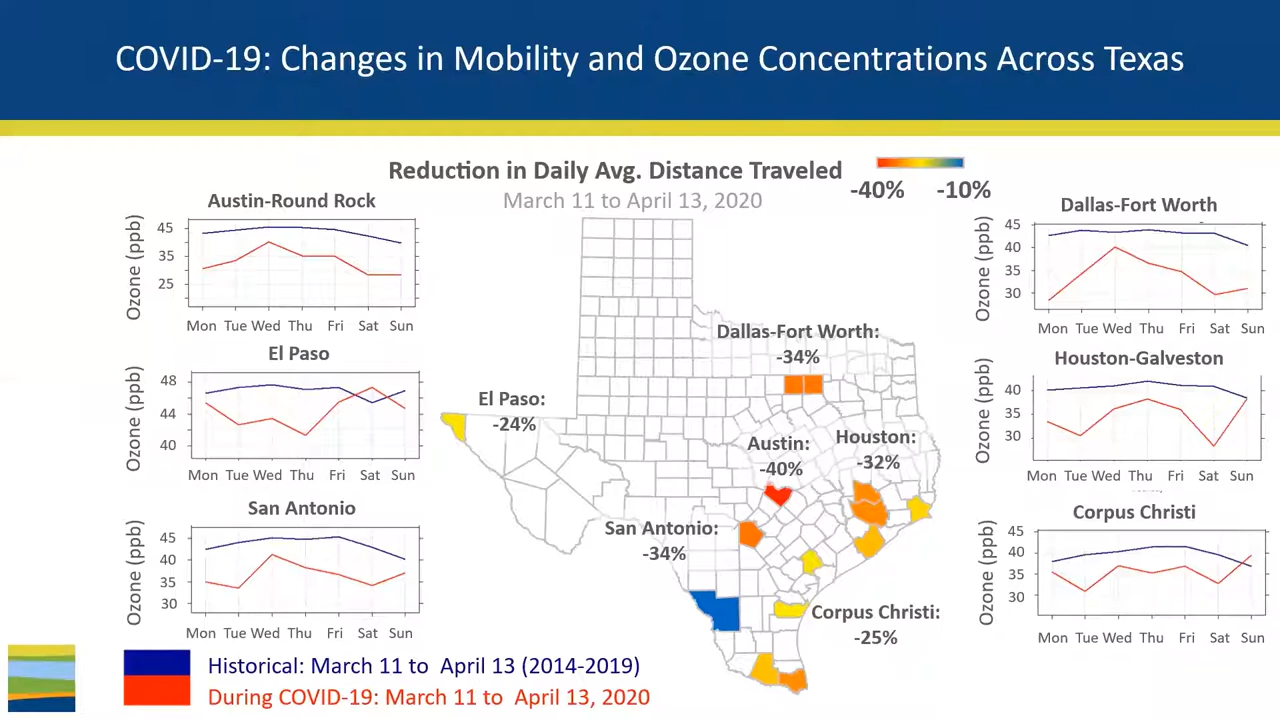 COVID-19: Changes in Mobility and Ozone Concentrations Across Texas
Reduction in Daily Avg. Distance Traveled
March 11 to April 13, 2020
-40% -10%
Austin-Round Rock
Ozone (ppb)
45
35
25
Mon Tue Wed Thu Fri Sat Sun
El Paso
Ozone (ppb)
48
44
40
Mon Tue Wed Thu Fri Sat Sun
San Antonio
Ozone (ppb)
45
40
35
30
Mon Tue Wed Thu Fri Sat Sun
Dallas-Fort Worth:
-34%
El Paso:
-24%
Austin:
-40%
Houston:
-32%
San Antonio:
-34%
Corpus Christi:
-25%
Dallas-Fort Worth
Ozone (ppb)
45
40
35
30
Mon Tue Wed Thu Fri Sat Sun
Houston-Galveston
Ozone (ppb)
40
35
30
Mon Tue Wed Thu Fri Sat Sun
Corpus Christi
Ozone (ppb)
45
40
35
30
Mon Tue Wed Thu Fri Sat Sun
Historical: March 11 to April 13 (2014-2019)
During COVID-19: March 11 to April 13, 2020